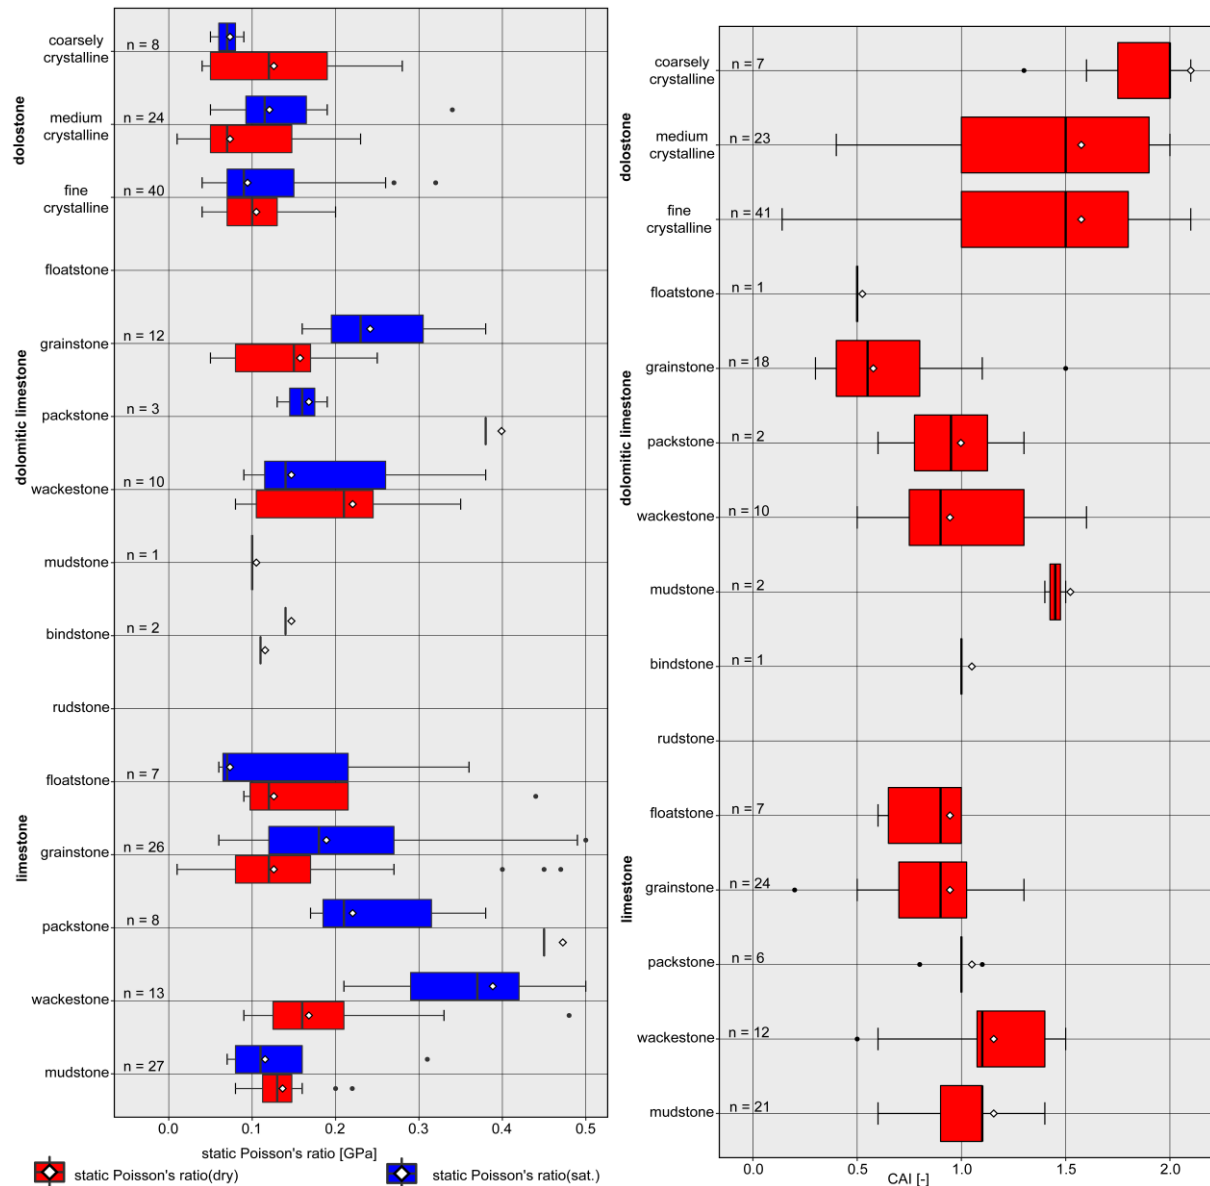 dolostone
coarsely
crystalline
n = 8
medium
crystalline
n = 24
fine
crystalline
n = 40
dolomitic limestone
floatstone
grainstone
n = 12
packstone
n = 3
wackestone
n = 10
mudstone
n = 1
bindstone
n = 2
limestone
rudstone
floatstone
n = 7
grainstone
n = 26
packstone
n = 8
wackestone
n = 13
mudstone
n = 27
0.0 0.1 0.2 0.3 0.4 0.5
static Poisson's ratio [GPa]
static Poisson's ratio(dry)
static Poisson's ratio(sat.)
dolostone
coarsely
crystalline
n = 7
medium
crystalline
n = 23
fine
crystalline
n = 41
dolomitic limestone
floatstone
n = 1
grainstone
n = 18
packstone
n = 2
wackestone
n = 10
mudstone
n = 2
bindstone
n = 1
limestone
rudstone
floatstone
n = 7
grainstone
n = 24
packstone
n = 6
wackestone
n = 12
mudstone
n = 21
0.0 0.5 1.0 1.5 2.0
CAI [-]